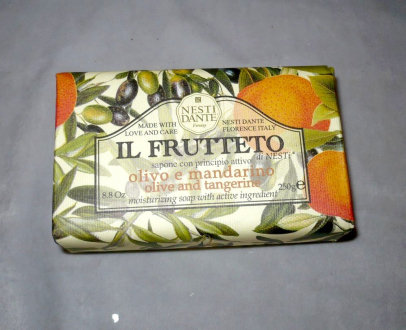 NESTI
DANTE
Firenze
MADE WITH
LOVE AND CARE
NESTI DANTE
FLORENCE ITALY
IL FRUTTETO
sapone con principio attivo di NESTI
olivo e mandarino
olive and tangerine
8.8 Oz
250g℮
moisturizing soap with active ingredient